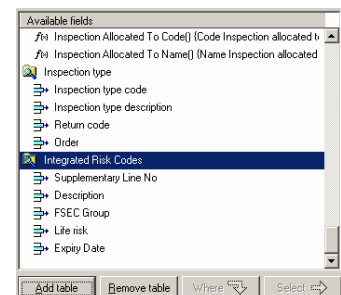 Available fields
f(x) Inspection Allocated To Code() {Code Inspection allocated t
f(x) Inspection Allocated To Name() {Name Inspection allocated
Inspection type
Inspection type code
Inspection type description
Return code
Order
Integrated Risk Codes
Supplementary Line No
Description
FSEC Group
Life risk
Expiry Date
Add table Remove table Where Select